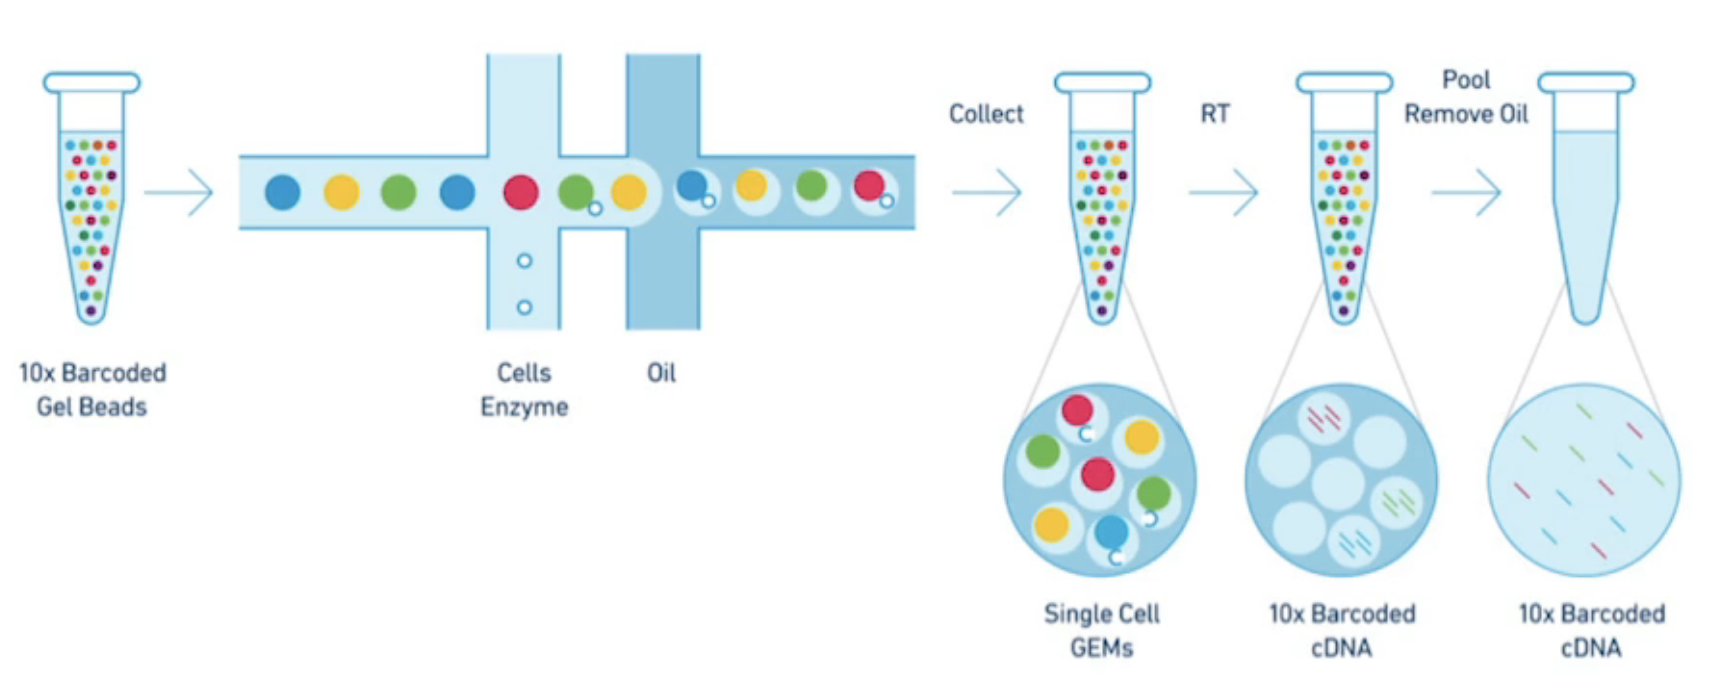 10x Barcoded
Gel Beads
Cells
Enzyme
Oil
Collect
RT
Pool
Remove Oil
Single Cell
GEMs
10x Barcoded
cDNA
10x Barcoded
cDNA